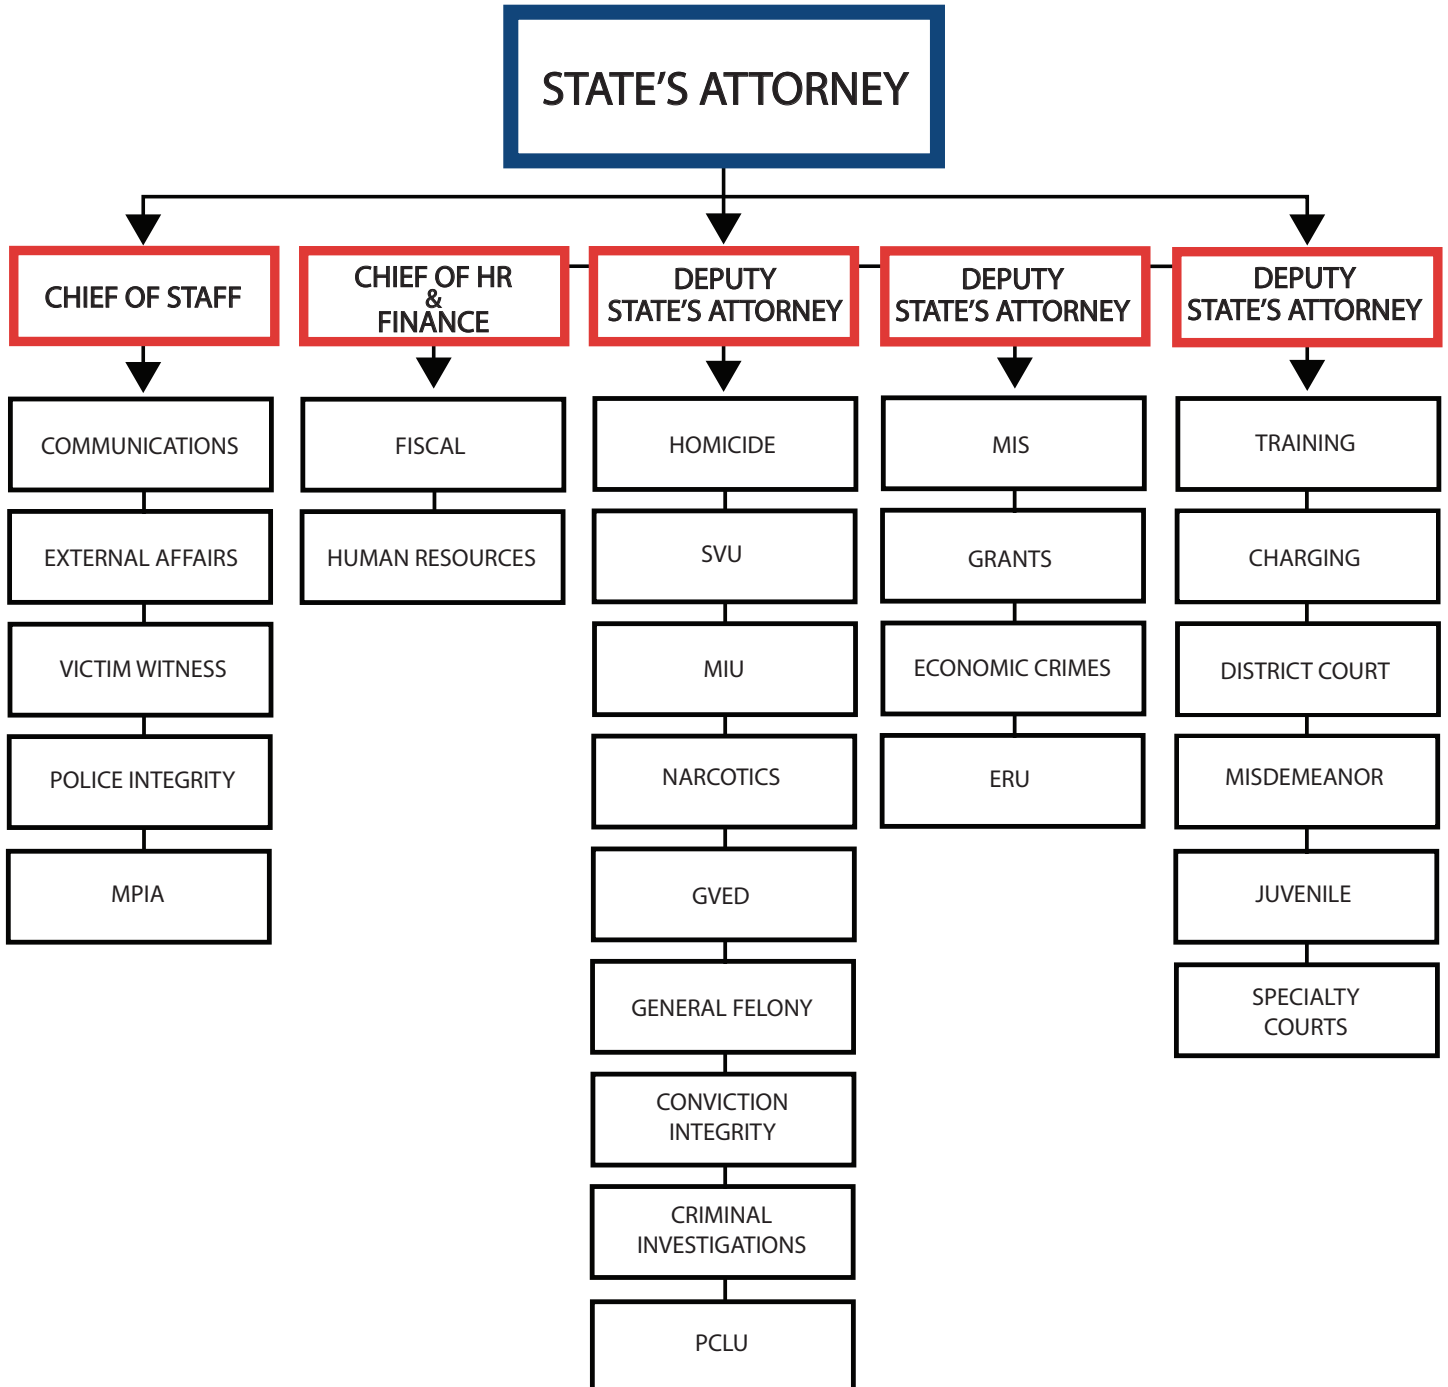 STATE’S ATTORNEY
CHIEF OF STAFF
CHIEF OF HR
&
FINANCE
DEPUTY
STATE’S ATTORNEY
DEPUTY
STATE’S ATTORNEY
DEPUTY
STATE’S ATTORNEY
COMMUNICATIONS
EXTERNAL AFFAIRS
VICTIM WITNESS
POLICE INTEGRITY
MPIA
FISCAL
HUMAN RESOURCES
HOMICIDE
SVU
MIU
NARCOTICS
GVED
GENERAL FELONY
CONVICTION
INTEGRITY
CRIMINAL
INVESTIGATIONS
PCLU
MIS
GRANTS
ECONOMIC CRIMES
ERU
TRAINING
CHARGING
DISTRICT COURT
MISDEMEANOR
JUVENILE
SPECIALTY
COURTS